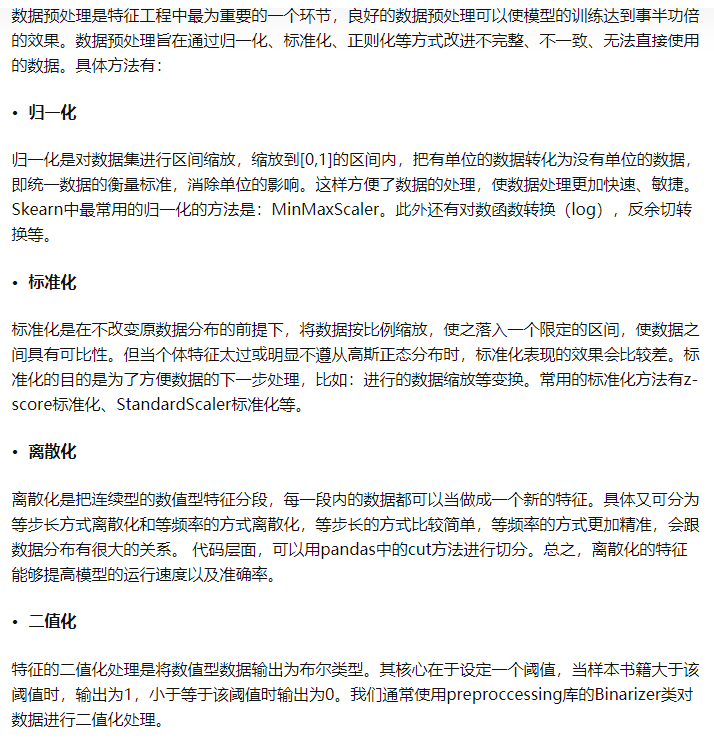 数据预处理是特征工程中最为重要的一个环节，良好的数据预处理可以使模型的训练达到事半功倍
的效果。数据预处理旨在通过归一化、标准化、正则化等方式改进不完整、不一致、无法直接使用
的数据。具体方法有：
• 归一化
归一化是对数据集进行区间缩放，缩放到[0,1]的区间内，把有单位的数据转化为没有单位的数据，
即统一数据的衡量标准，消除单位的影响。这样方便了数据的处理，使数据处理更加快速、敏捷。
Skearn中最常用的归一化的方法是：MinMaxScaler。此外还有对数函数转换（log），反余切转
换等。
• 标准化
标准化是在不改变原数据分布的前提下，将数据按比例缩放，使之落入一个限定的区间，使数据之
间具有可比性。但当个体特征太过或明显不遵从高斯正态分布时，标准化表现的效果会比较差。标
准化的目的是为了方便数据的下一步处理，比如：进行的数据缩放等变换。常用的标准化方法有z-
score标准化、StandardScaler标准化等。
• 离散化
离散化是把连续型的数值型特征分段，每一段内的数据都可以当做成一个新的特征。具体又可分为
等步长方式离散化和等频率的方式离散化，等步长的方式比较简单，等频率的方式更加精准，会跟
数据分布有很大的关系。 代码层面，可以用pandas中的cut方法进行切分。总之，离散化的特征
能够提高模型的运行速度以及准确率。
• 二值化
特征的二值化处理是将数值型数据输出为布尔类型。其核心在于设定一个阈值，当样本书籍大于该
阈值时，输出为1，小于等于该阈值时输出为0。我们通常使用preproccessing库的Binarizer类对
数据进行二值化处理。